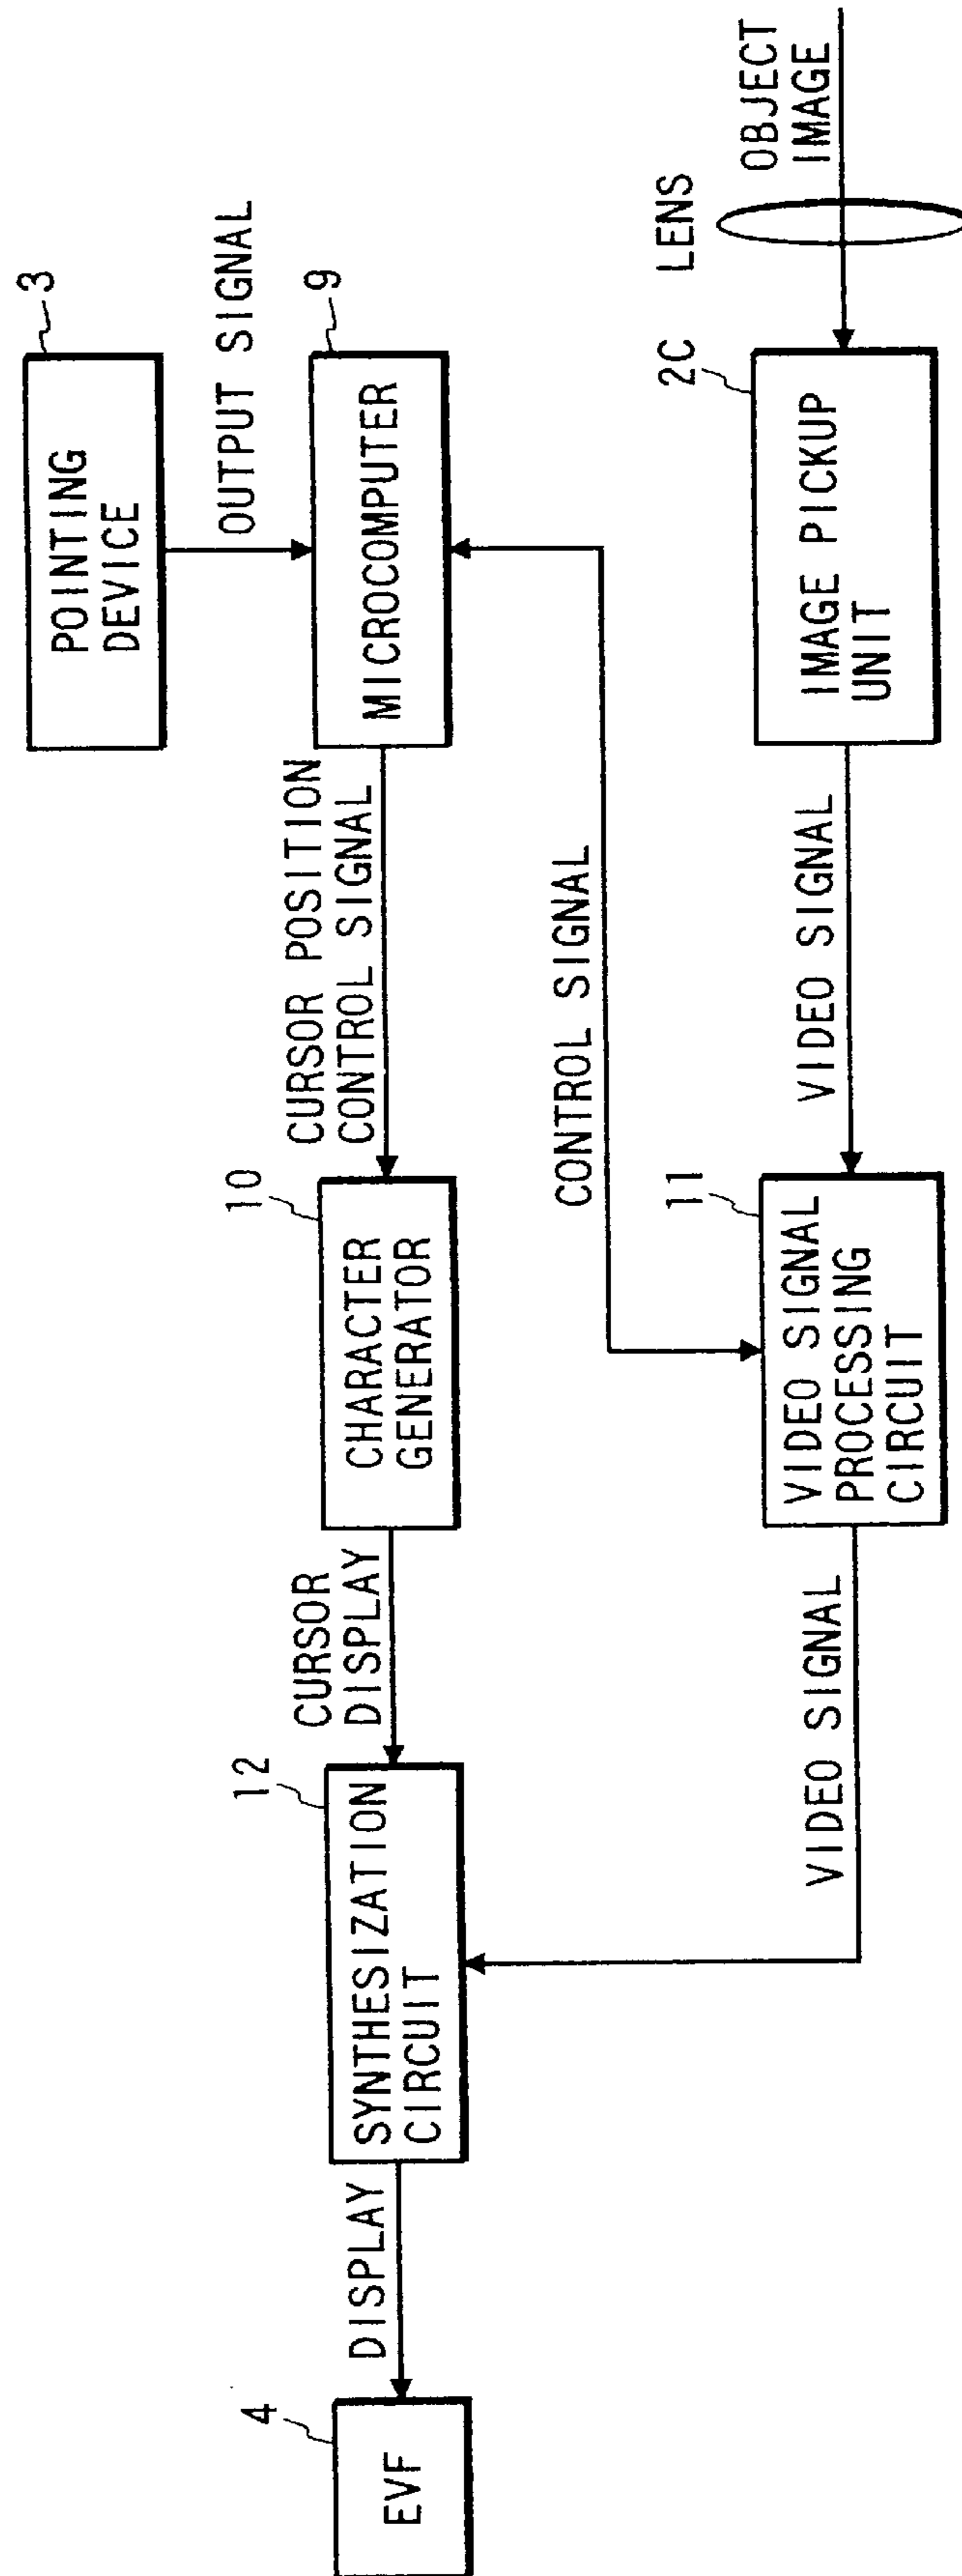 3
POINTING
DEVICE
OUTPUT SIGNAL
9
MICROCOMPUTER
CURSOR POSITION
CONTROL SIGNAL
10
CHARACTER
GENERATOR
CURSOR
DISPLAY
12
SYNTHESIZATION
CIRCUIT
DISPLAY
4
EVF
CONTROL SIGNAL
OBJECT
IMAGE
LENS
2C
IMAGE PICKUP
UNIT
VIDEO SIGNAL
11
VIDEO SIGNAL
PROCESSING
CIRCUIT
VIDEO SIGNAL